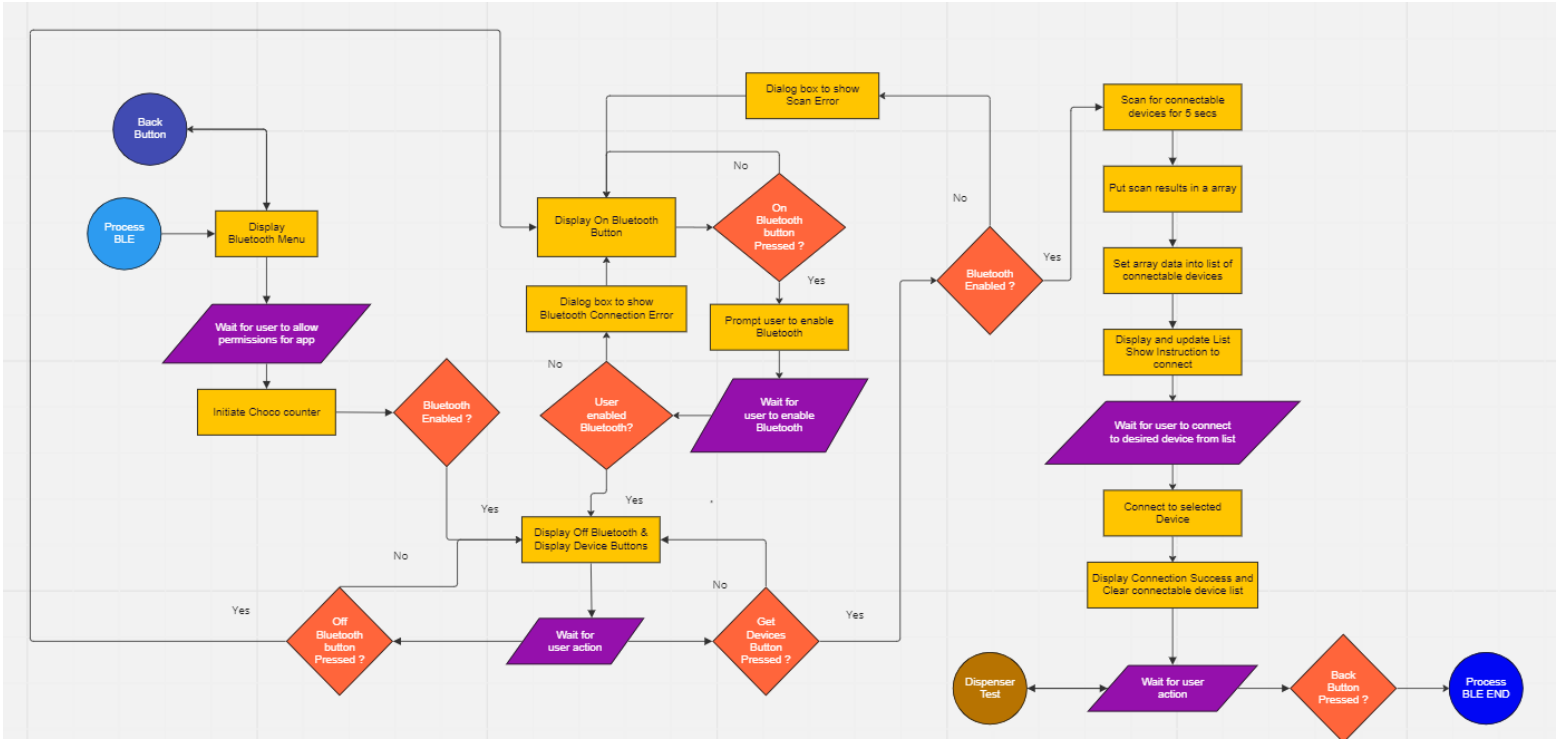 Back
Button
Process
BLE
Display
Bluetooth Menu
Wait for user to allow
permissions for app
Initiate Choco counter
Bluetooth
Enabled ?
Yes
Dialog box to show
Scan Error
No
Display On Bluetooth
Button
On
Bluetooth
button
Pressed ?
Yes
Dialog box to show
Bluetooth Connection Error
Prompt user to enable
Bluetooth
No
User
enabled
Bluetooth?
Wait for
user to enable
Bluetooth
Yes
Display Off Bluetooth &
Display Device Buttons
No
Yes
Off
Bluetooth
button
Pressed ?
Wait for
user action
No
Get
Devices
Button
Pressed ?
Yes
No
Bluetooth
Enabled ?
Yes
Scan for connectable
devices for 5 secs
Put scan results in a array
Set array data into list of
connectable devices
Display and update List
Show Instruction to
connect
Wait for user to connect
to desired device from list
Connect to selected
Device
Display Connection Success and
Clear connectable device list
Dispenser
Test
Wait for user
action
Back
Button
Pressed ?
Process
BLE END